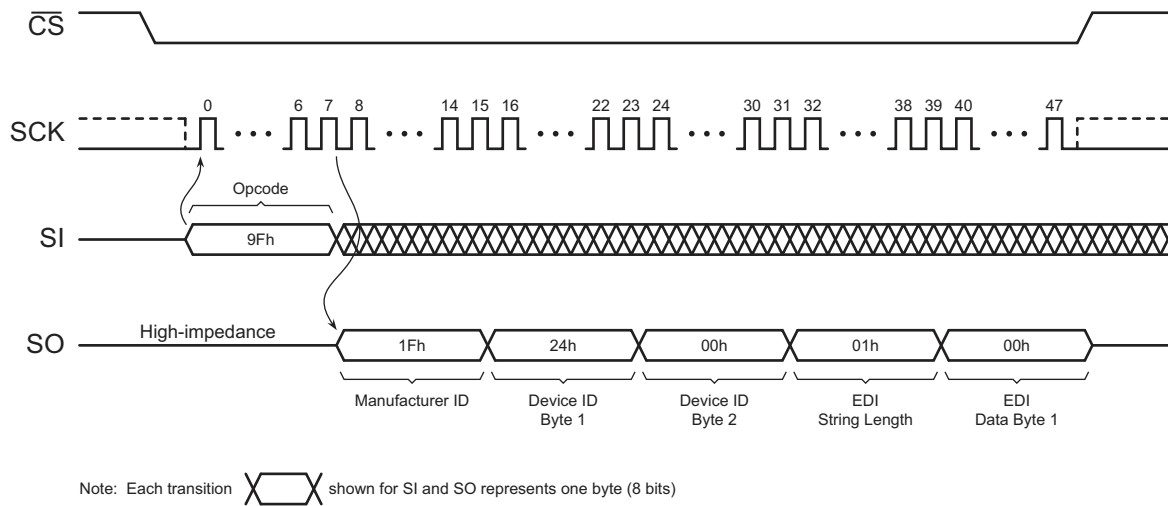 CS
0 6 7 8 14 15 16 22 23 24 30 31 32 38 39 40 47
SCK
Opcode
SI
9Fh
High-impedance
SO
1Fh 24h 00h 01h 00h
Manufacturer ID
Device ID
Byte 1
Device ID
Byte 2
EDI
String Length
EDI
Data Byte 1
Note: Each transition shown for SI and SO represents one byte (8 bits)